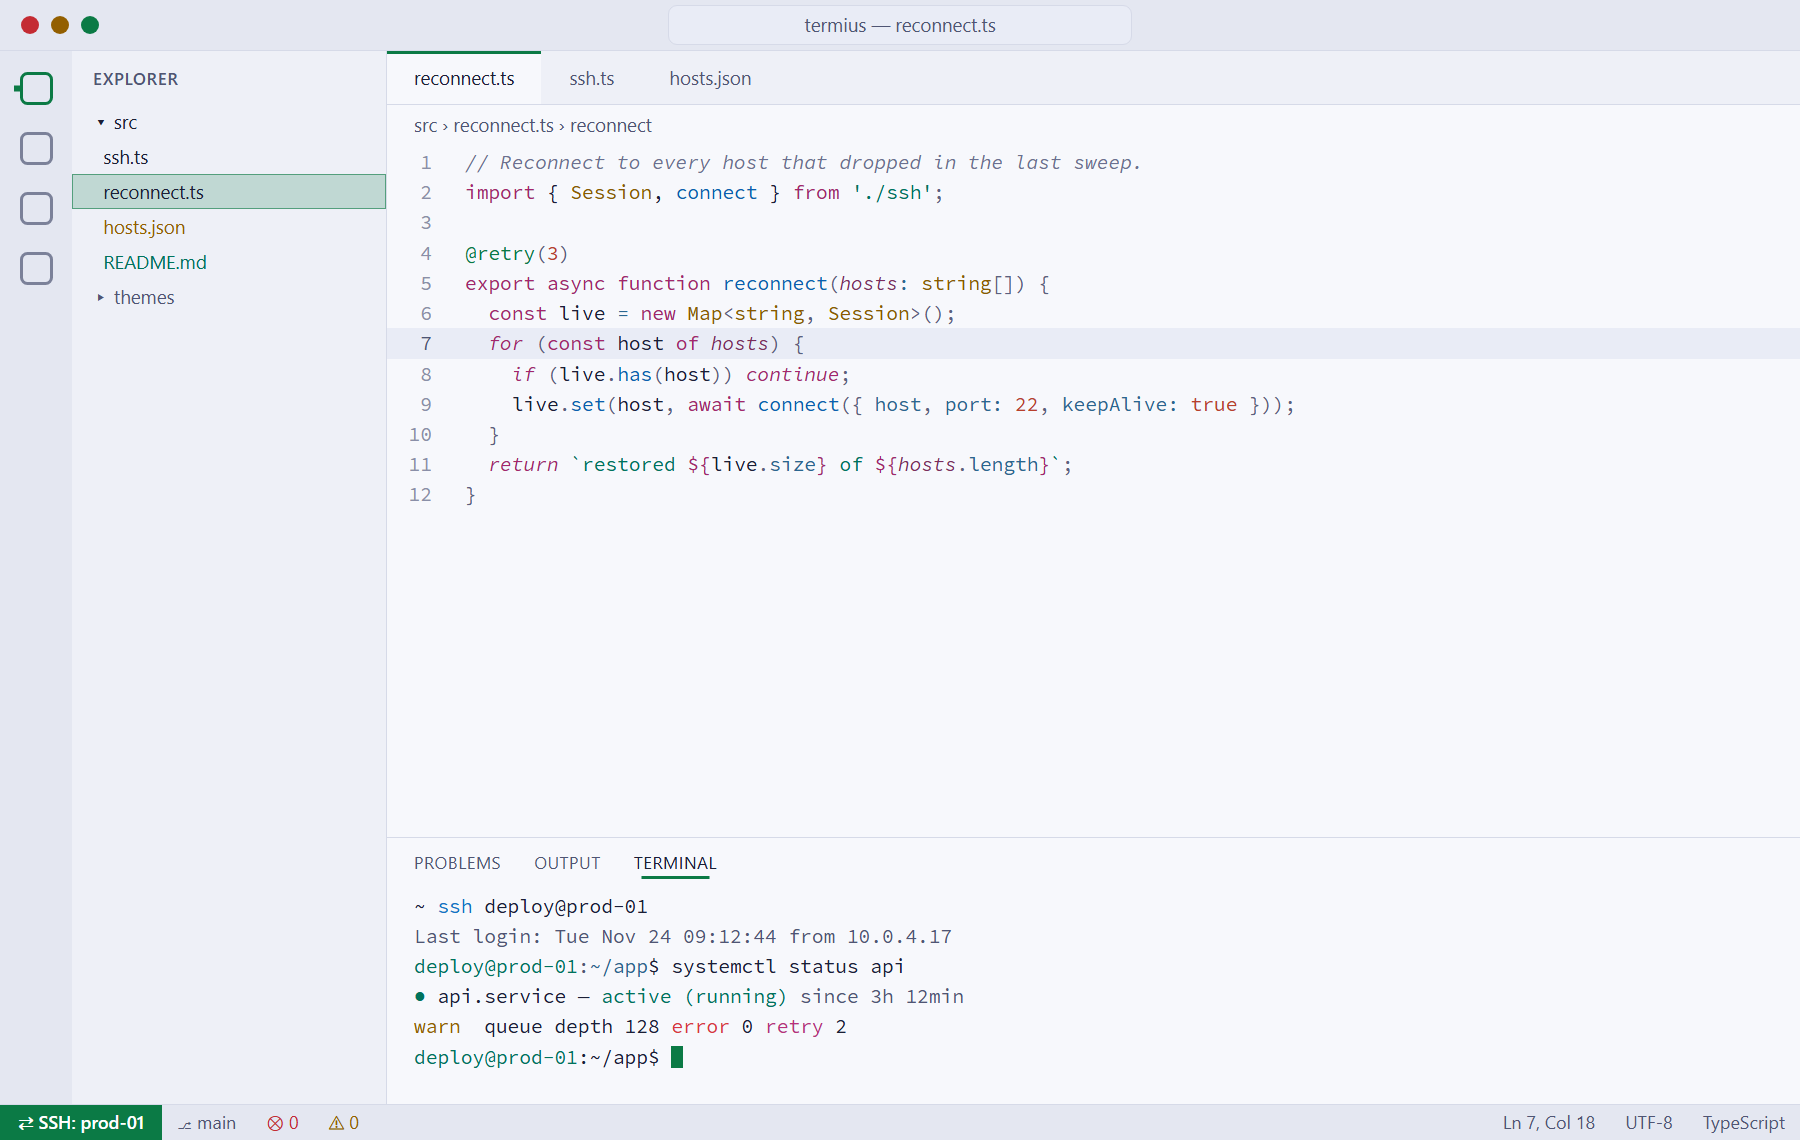 termius — reconnect.ts
EXPLORER
▾ src
ssh.ts
reconnect.ts
hosts.json
README.md
▸ themes
reconnect.ts ssh.ts hosts.json
src › reconnect.ts › reconnect
1 // Reconnect to every host that dropped in the last sweep.
2 import { Session, connect } from './ssh';
3
4 @retry(3)
5 export async function reconnect(hosts: string[]) {
6   const live = new Map<string, Session>();
7   for (const host of hosts) {
8     if (live.has(host)) continue;
9     live.set(host, await connect({ host, port: 22, keepAlive: true }));
10   }
11   return `restored ${live.size} of ${hosts.length}`;
12 }
PROBLEMS OUTPUT TERMINAL
~ ssh deploy@prod-01
Last login: Tue Nov 24 09:12:44 from 10.0.4.17
deploy@prod-01:~/app$ systemctl status api
● api.service — active (running) since 3h 12min
warn  queue depth 128 error 0 retry 2
deploy@prod-01:~/app$
⇄ SSH: prod-01 ⎇ main ⊗ 0 ⚠ 0 Ln 7, Col 18 UTF-8 TypeScript